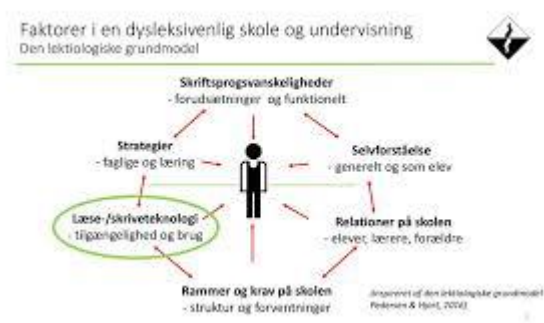 Faktorer i en dysleksivenlig skole og undervisning
Den lektiologiske grundmodel
Skriftsprogsvanskeligheder
- forudsætninger og funktionelt
Strategier
- faglige og læring
Selvforståelse
- generelt og som elev
Læse-/skriveteknologi
- tilgængelighed og brug
Relationer på skolen
- elever, lærere, forældre
Rammer og krav på skolen
- struktur og forventninger
Inspireret af den lektiologiske grundmodel
Pedersen & Hjort, 2016)